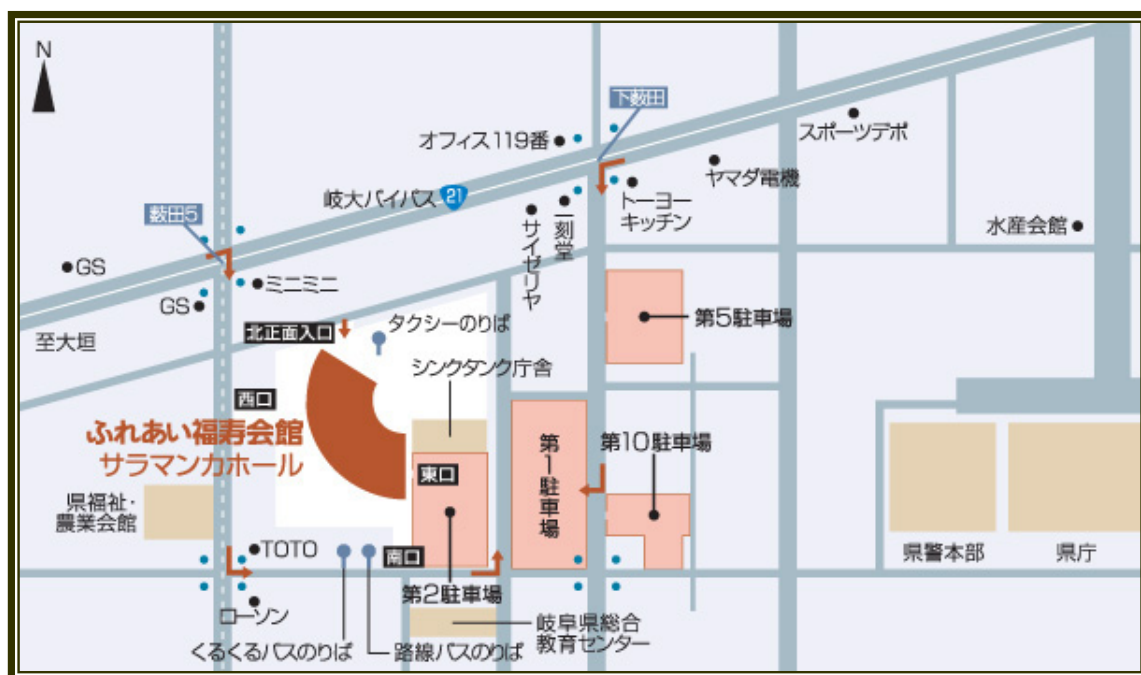 N
下薮田
オフィス119番
スポーツデポ
ヤマダ電機
岐大バイパス
21
トーヨー
キッチン
一刻堂
サイゼリヤ
薮田5
水産会館
GS
ミニミニ
GS
至大垣
北正面入口
タクシーのりば
第5駐車場
シンクタンク庁舎
西口
ふれあい福寿会館
サラマンカホール
第1駐車場
第10駐車場
東口
県福祉・
農業会館
TOTO
南口
県警本部
県庁
第2駐車場
ローソン
岐阜県総合
教育センター
くるくるバスのりば
路線バスのりば